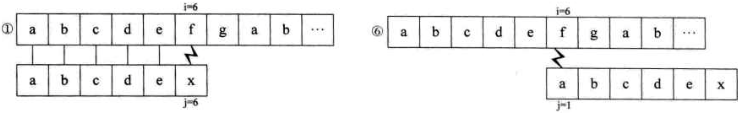 i=6
① a b c d e f g a b ...
a b c d e x
j=6
i=6
⑥ a b c d e f g a b ...
a b c d e x
j=1